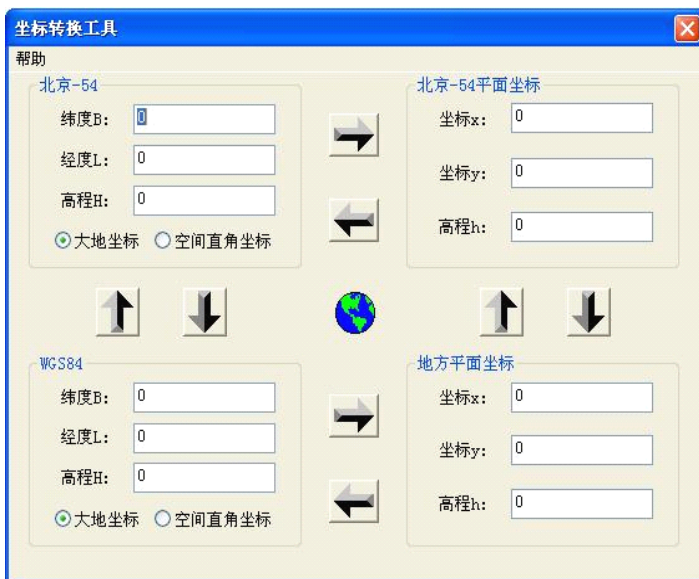 坐标转换工具
帮助
北京-54
纬度B: 0
经度L: 0
高程H: 0
大地坐标 空间直角坐标
北京-54平面坐标
坐标x: 0
坐标y: 0
高程h: 0
WGS84
纬度B: 0
经度L: 0
高程H: 0
大地坐标 空间直角坐标
地方平面坐标
坐标x: 0
坐标y: 0
高程h: 0